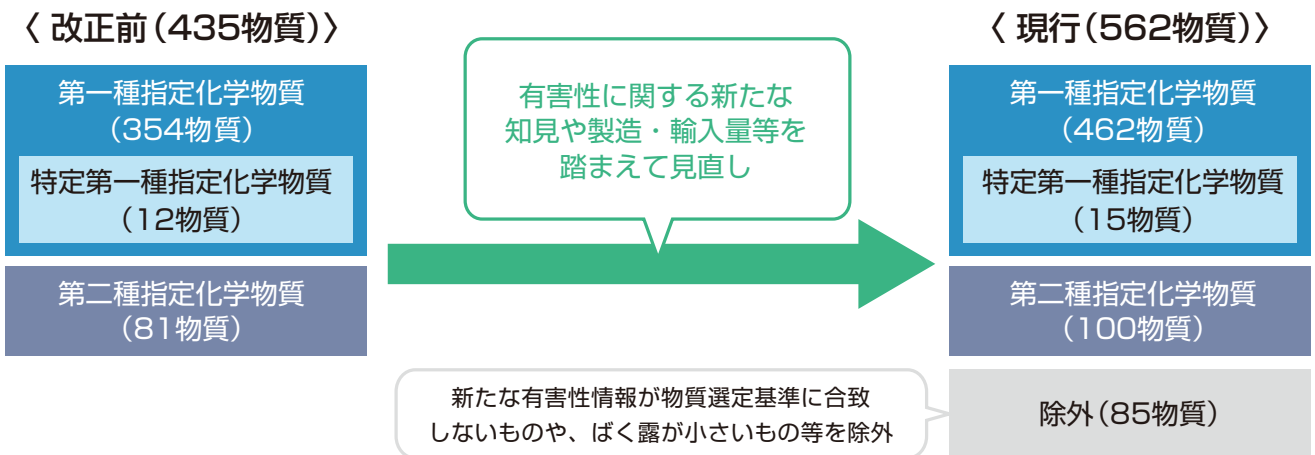 〈 改正前（435物質）〉
第一種指定化学物質
（354物質）
特定第一種指定化学物質
（12物質）
第二種指定化学物質
（81物質）
有害性に関する新たな
知見や製造・輸入量等を
踏まえて見直し
〈 現行（562物質）〉
第一種指定化学物質
（462物質）
特定第一種指定化学物質
（15物質）
第二種指定化学物質
（100物質）
新たな有害性情報が物質選定基準に合致
しないものや、ばく露が小さいもの等を除外
除外（85物質）